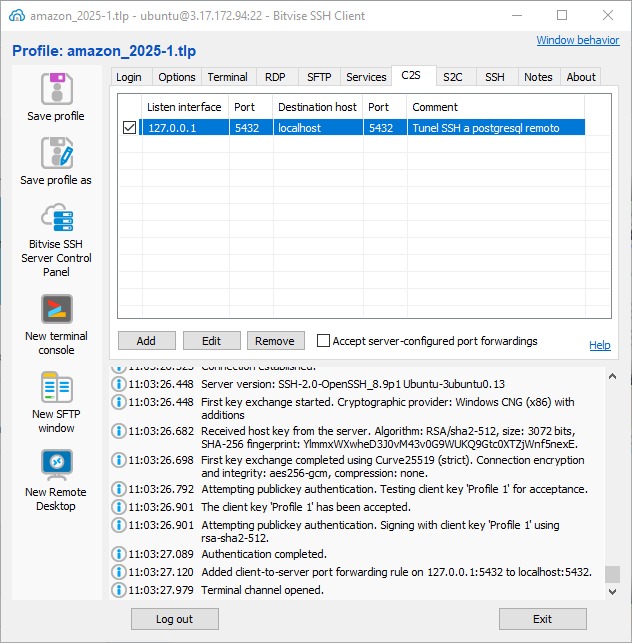 amazon_2025-1.tlp - ubuntu@3.17.172.94:22 - Bitvise SSH Client
Profile: amazon_2025-1.tlp
Window behavior
Save profile
Save profile as
Bitvise SSH
Server Control
Panel
New terminal
console
New SFTP
window
New Remote
Desktop
Login Options Terminal RDP SFTP Services C2S S2C SSH Notes About
Listen interface Port Destination host Port Comment
127.0.0.1 5432 localhost 5432 Tunel SSH a postgresql remoto
Add Edit Remove Accept server-configured port forwardings
Help
11:03:26.323 Connection established.
11:03:26.448 Server version: SSH-2.0-OpenSSH_8.9p1 Ubuntu-3ubuntu0.13
11:03:26.448 First key exchange started. Cryptographic provider: Windows CNG (x86) with
additions
11:03:26.682 Received host key from the server. Algorithm: RSA/sha2-512, size: 3072 bits,
SHA-256 fingerprint: YlmmxWXwheD3J0vM43v0G9WUKQ9Gtc0XTZjWnf5nexE.
11:03:26.698 First key exchange completed using Curve25519 (strict). Connection encryption
and integrity: aes256-gcm, compression: none.
11:03:26.792 Attempting publickey authentication. Testing client key 'Profile 1' for acceptance.
11:03:26.901 The client key 'Profile 1' has been accepted.
11:03:26.901 Attempting publickey authentication. Signing with client key 'Profile 1' using
rsa-sha2-512.
11:03:27.089 Authentication completed.
11:03:27.120 Added client-to-server port forwarding rule on 127.0.0.1:5432 to localhost:5432.
11:03:27.979 Terminal channel opened.
Log out Exit